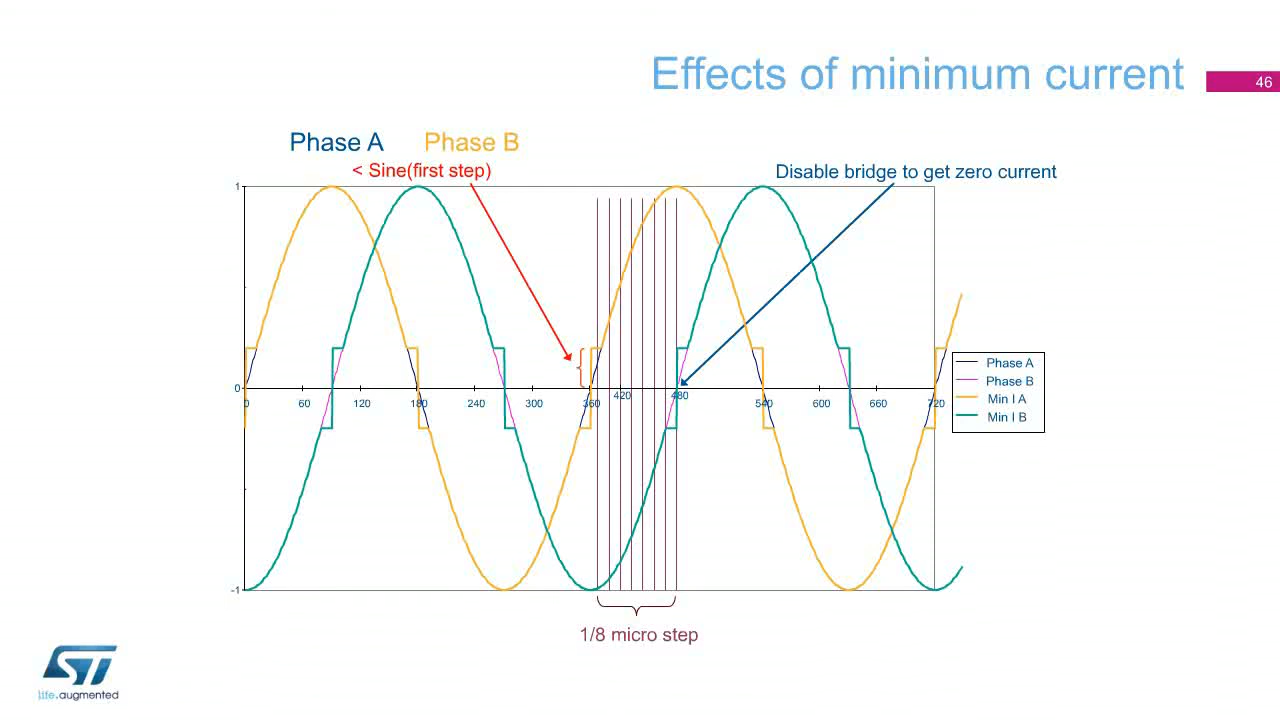 Effects of minimum current
46
Phase A Phase B
< Sine(first step)
Disable bridge to get zero current
1
0
-1
60 120 180 240 300 360 420 480 540 600 660 720
Phase A
Phase B
Min I A
Min I B
1/8 micro step
ST
life.augmented